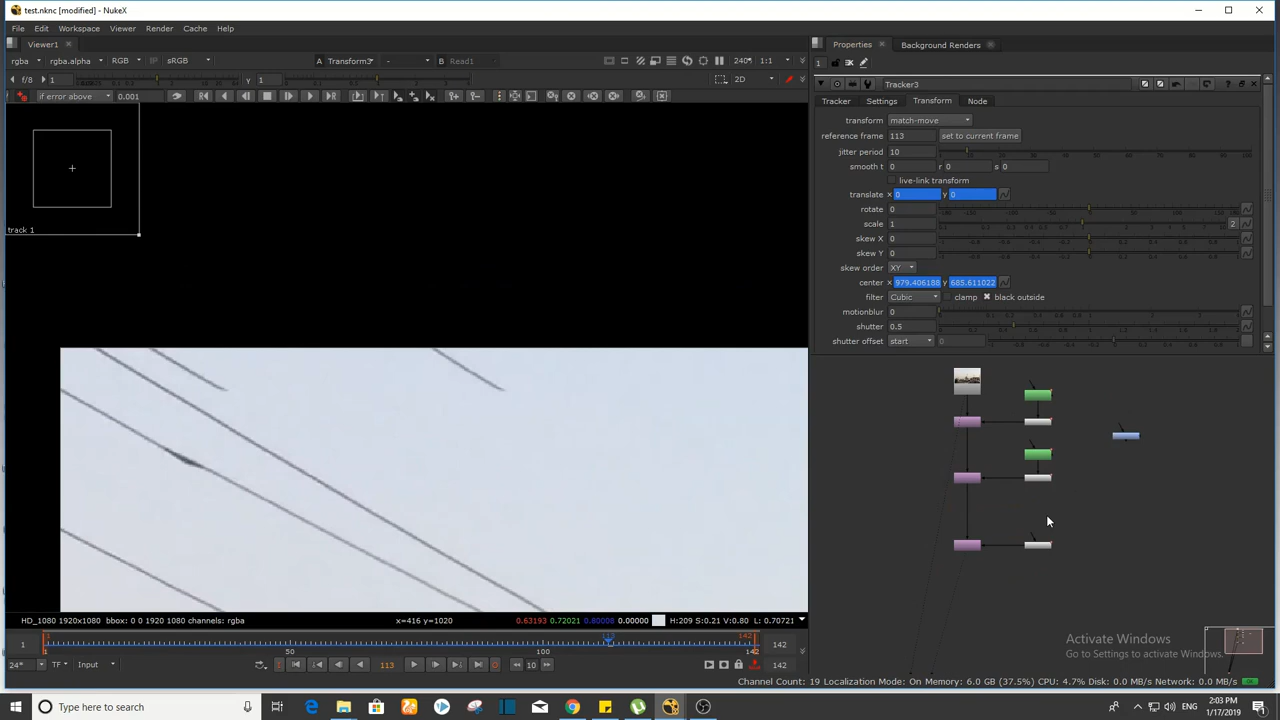 test.nknc [modified] - NukeX
File Edit Workspace Viewer Render Cache Help
Viewer1
rgba rgba.alpha RGB sRGB A Transform3 - B Read1 240 1:1
f/8 1 γ 1 2D
if error above 0.001
track 1
HD_1080 1920x1080 bbox: 0 0 1920 1080 channels: rgba x=416 y=1020 0.63193 0.72021 0.80008 0.00000 H:209 S:0.21 V:0.80 L: 0.70721
1 1 50 100 113 142 142 142
24* TF Input 113 10 142
Properties Background Renders
1
Tracker3
Tracker Settings Transform Node
transform match-move
reference frame 113 set to current frame
jitter period 10
smooth t 0 r 0 s 0
live-link transform
translate x 0 y 0
rotate 0
scale 1 2
skew X 0
skew Y 0
skew order XY
center x 979.406188 y 685.611022
filter Cubic clamp black outside
motionblur 0
shutter 0.5
shutter offset start 0
Activate Windows
Go to Settings to activate Windows.
Channel Count: 19 Localization Mode: On Memory: 6.0 GB (37.5%) CPU: 4.7% Disk: 0.0 MB/s Network: 0.0 MB/s
Type here to search
ENG
2:03 PM
1/17/2019